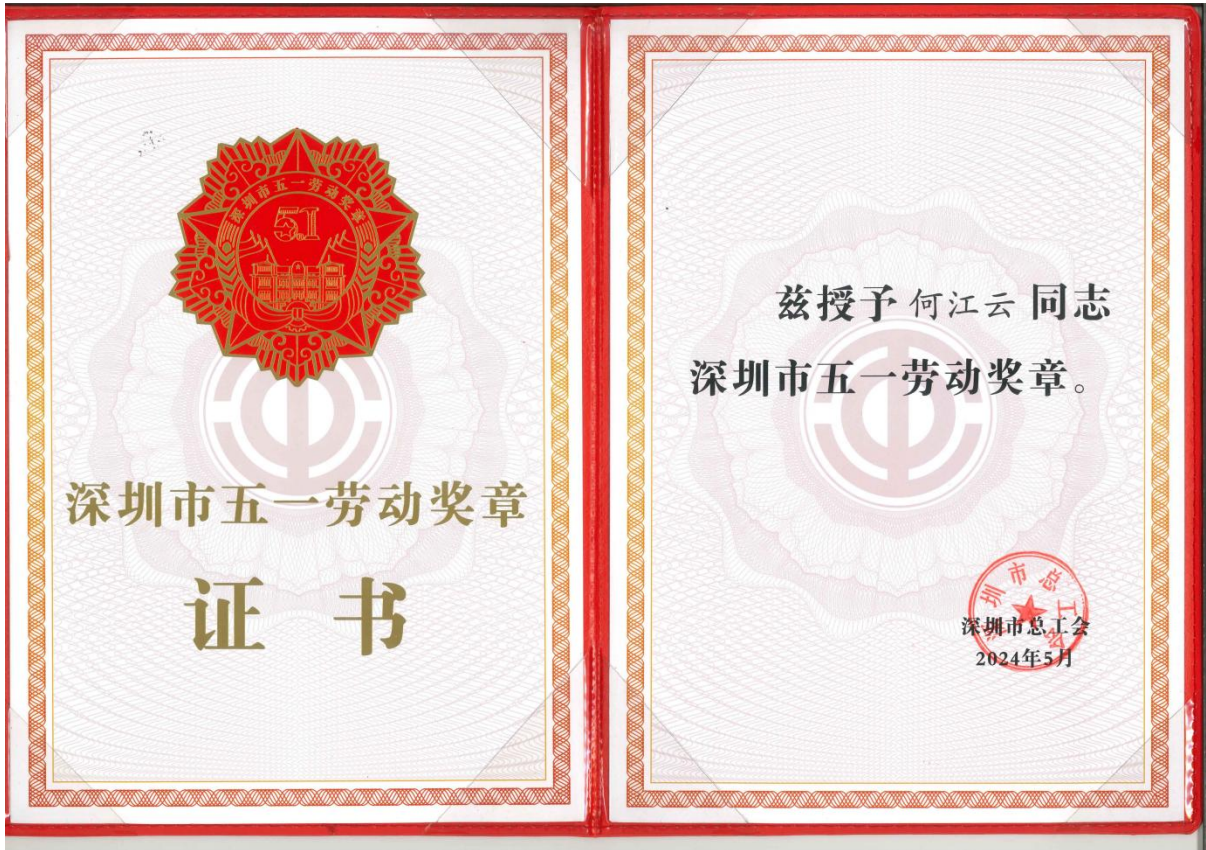 深圳市五一劳动奖章
5.1
深圳市五一劳动奖章
证书
兹授予 何江云 同志
深圳市五一劳动奖章。
深圳市总工会
深圳市总工会
2024年5月